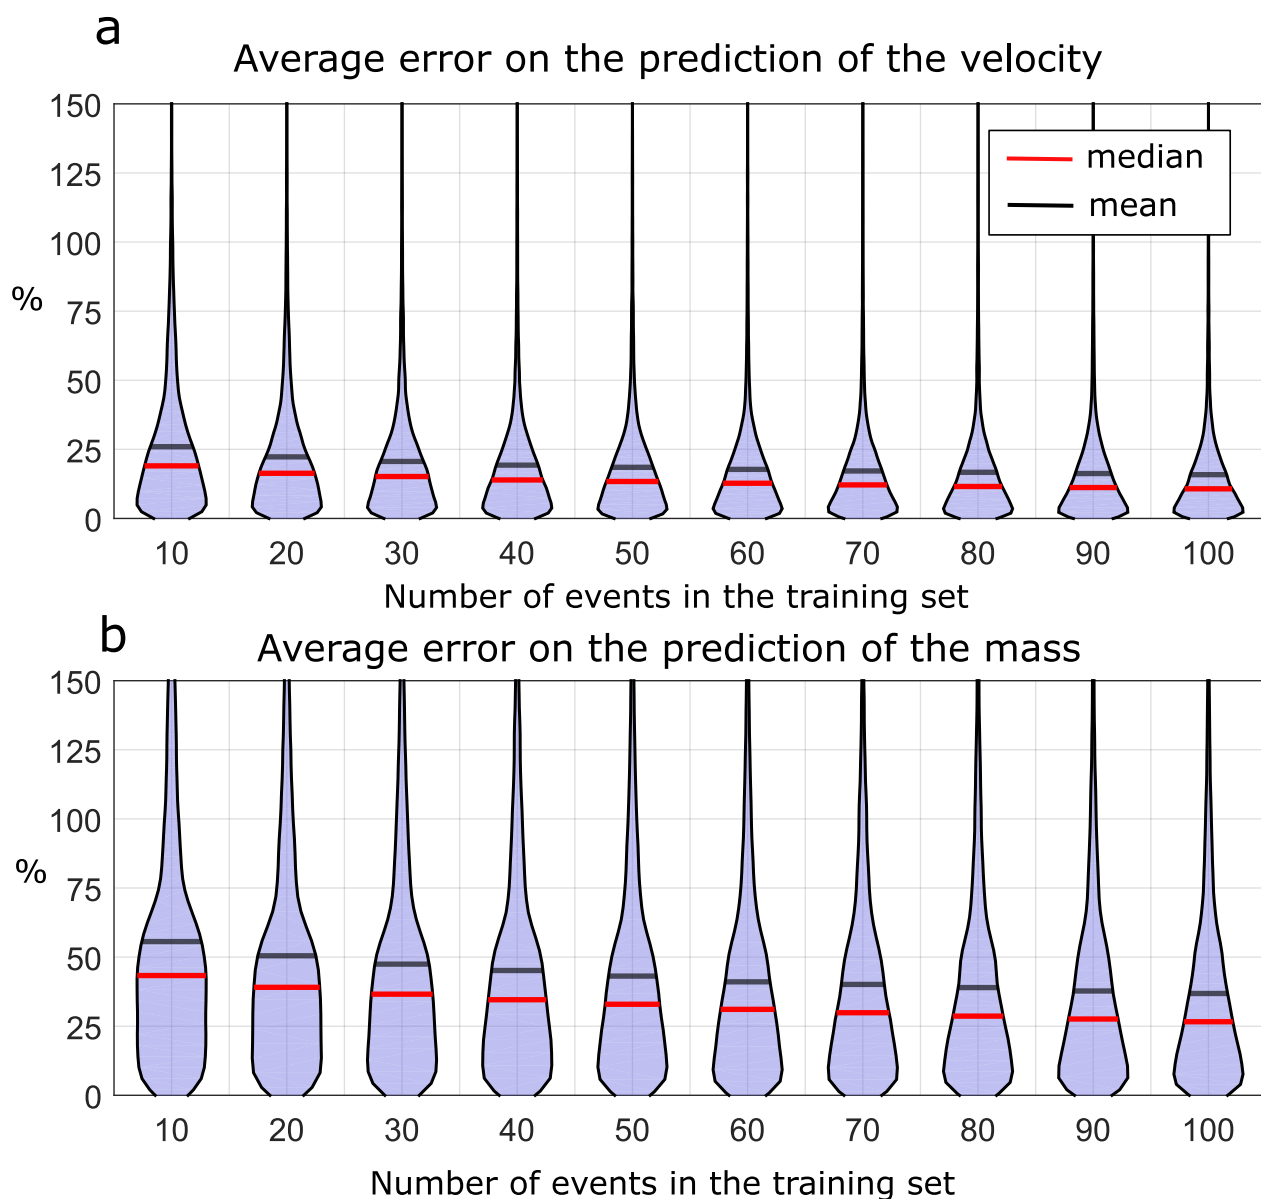 a
Average error on the prediction of the velocity
150
125
100
75
50
25
0
%
median
mean
10 20 30 40 50 60 70 80 90 100
Number of events in the training set
b
Average error on the prediction of the mass
150
125
100
75
50
25
0
%
10 20 30 40 50 60 70 80 90 100
Number of events in the training set